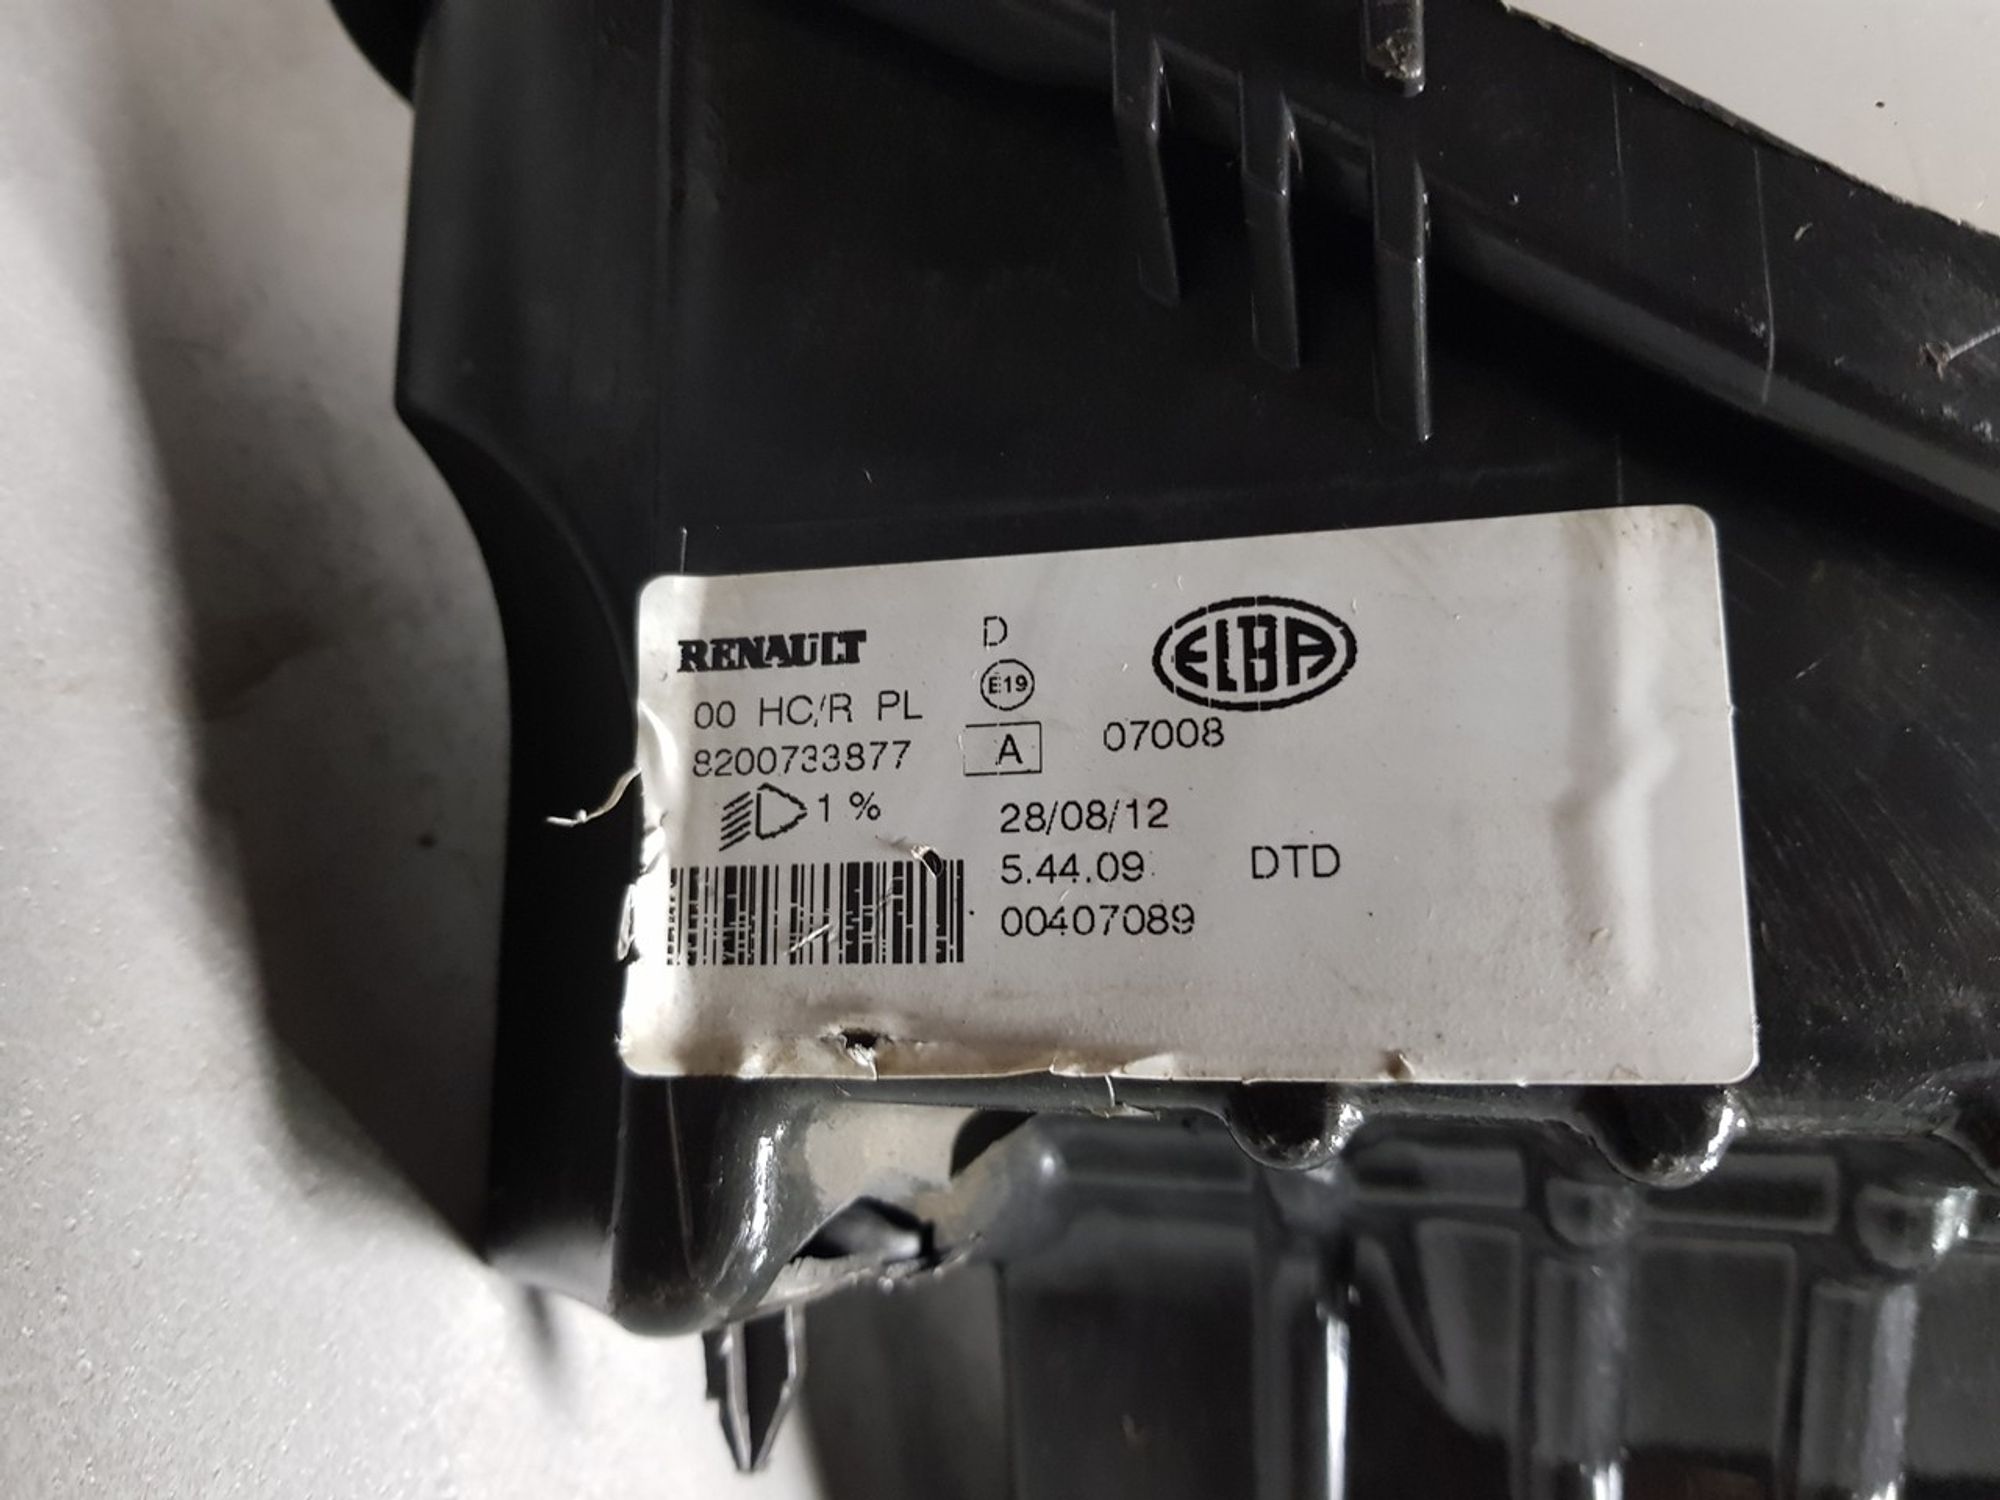 RENAULT
D
ELBA
E19
00 HC/R PL
A
07008
8200733877
1 %
28/08/12
5.44.09
DTD
00407089